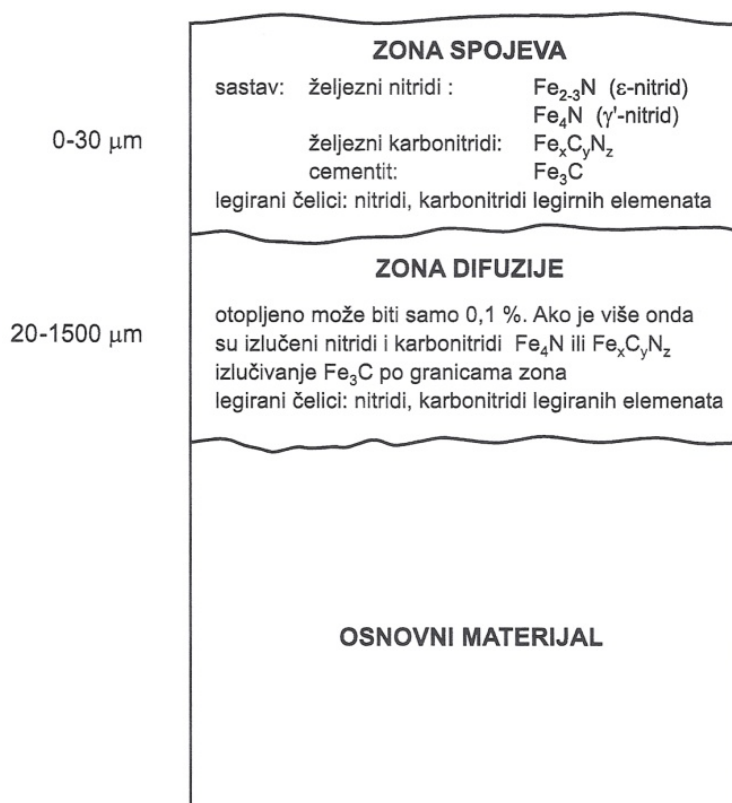 ZONA SPOJEVA
sastav: željezni nitridi : Fe₂₋₃N (ε-nitrid)
Fe₄N (γ'-nitrid)
0-30 μm
željezni karbonitridi: FeₓCᵧN_z
cementit: Fe₃C
legirani čelici: nitridi, karbonitridi legirnih elemenata
ZONA DIFUZIJE
20-1500 μm
otopljeno može biti samo 0,1 %. Ako je više onda
su izlučeni nitridi i karbonitridi Fe₄N ili FeₓCᵧN_z
izlučivanje Fe₃C po granicama zona
legirani čelici: nitridi, karbonitridi legiranih elemenata
OSNOVNI MATERIJAL